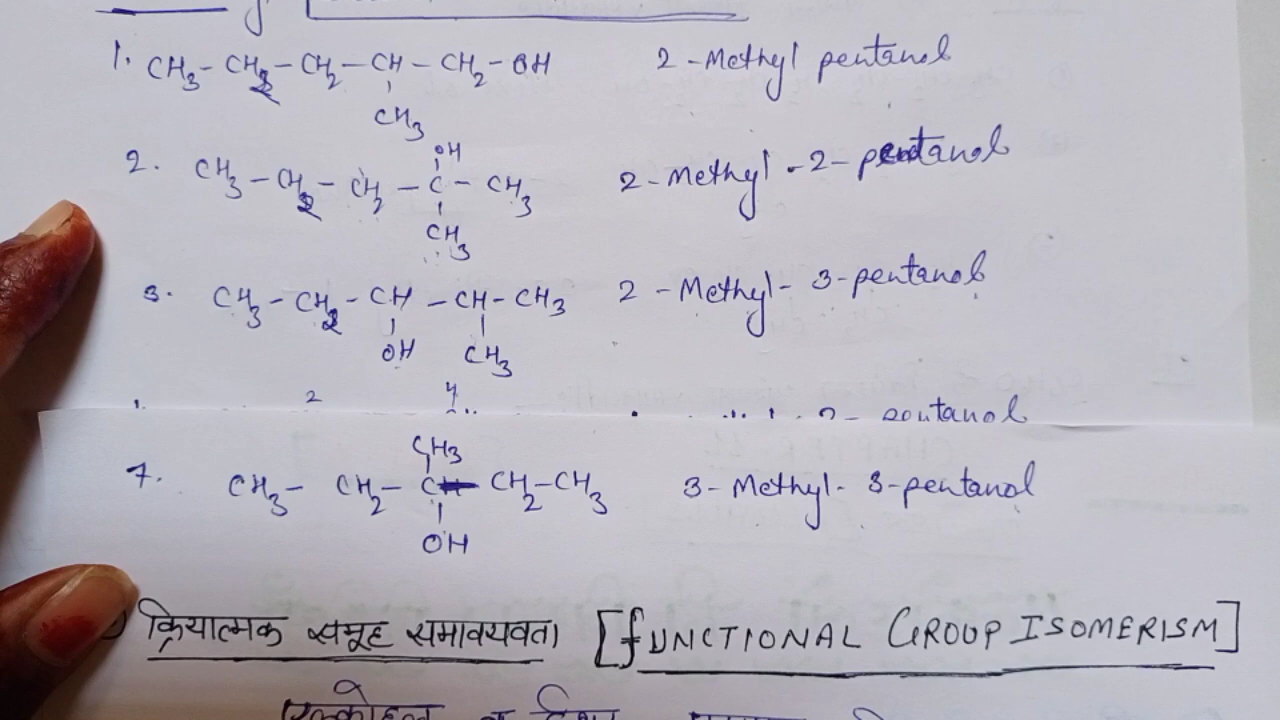 1. CH3 - CH2 - CH2 - CH - CH2 - OH 2-Methyl pentanol
CH3
OH
2. CH3 - CH2 - CH2 - C - CH3 2-Methyl-2-pentanol
CH3
3. CH3 - CH2 - CH - CH - CH3 2-Methyl-3-pentanol
OH CH3
2 4
CH3
7. CH3 - CH2 - C - CH2 - CH3 3-Methyl-3-pentanol
OH
क्रियात्मक समूह समावयवता [FUNCTIONAL GROUP ISOMERISM]